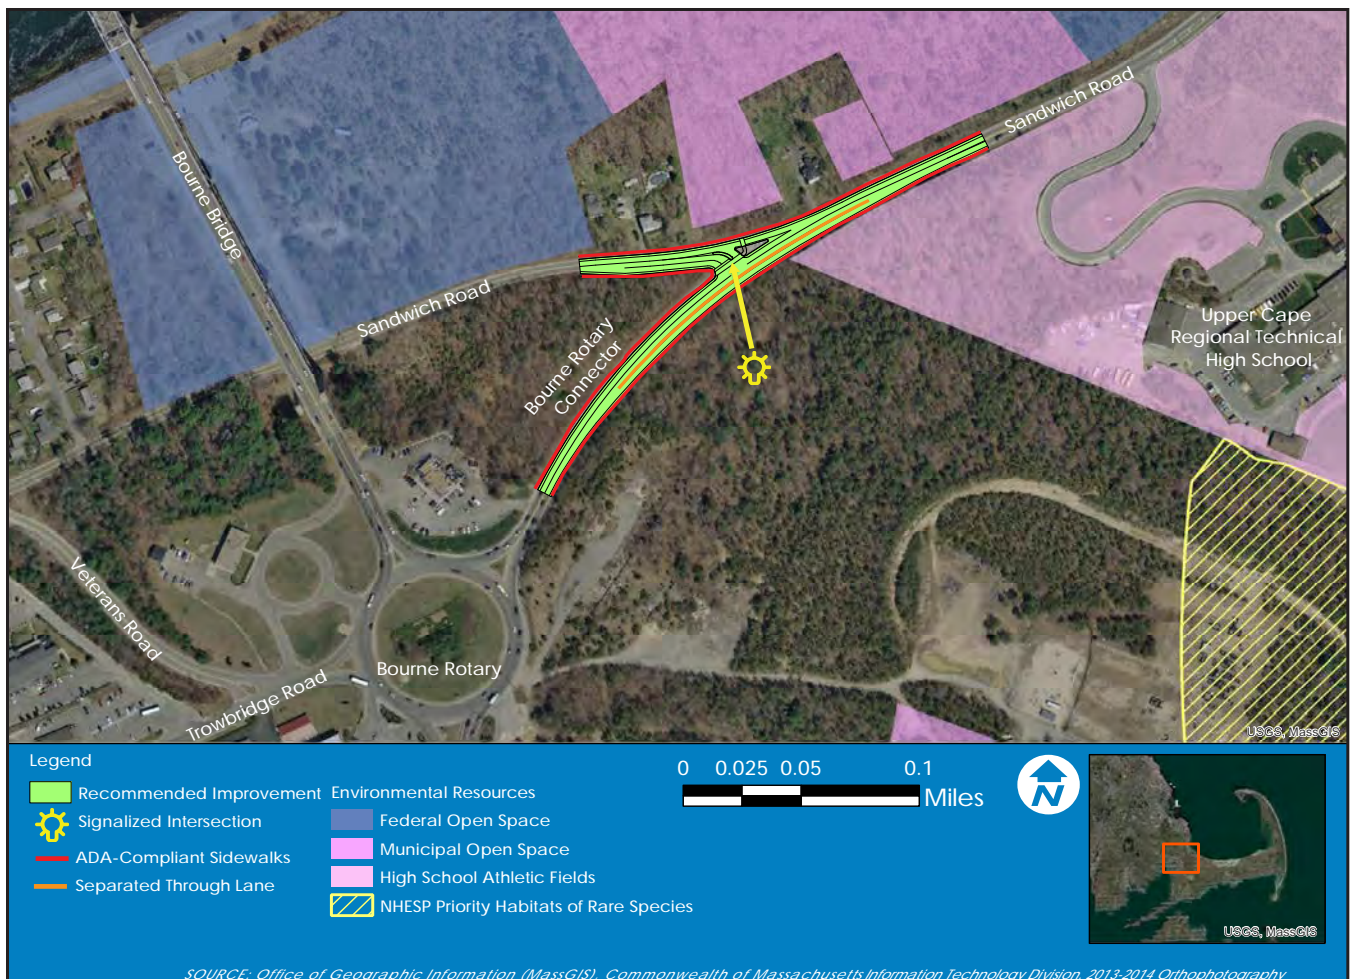 Sandwich Road
Bourne Bridge
Sandwich Road
Bourne Rotary
Connector
Upper Cape
Regional Technical
High School
Veterans Road
Bourne Rotary
Trowbridge Road
USGS, MassGIS
Legend
Recommended Improvement
Signalized Intersection
ADA-Compliant Sidewalks
Separated Through Lane
Environmental Resources
Federal Open Space
Municipal Open Space
High School Athletic Fields
NHESP Priority Habitats of Rare Species
0 0.025 0.05 0.1
Miles
N
USGS, MassGIS
SOURCE: Office of Geographic Information (MassGIS), Commonwealth of Massachusetts Information Technology Division, 2013-2014 Orthophotography